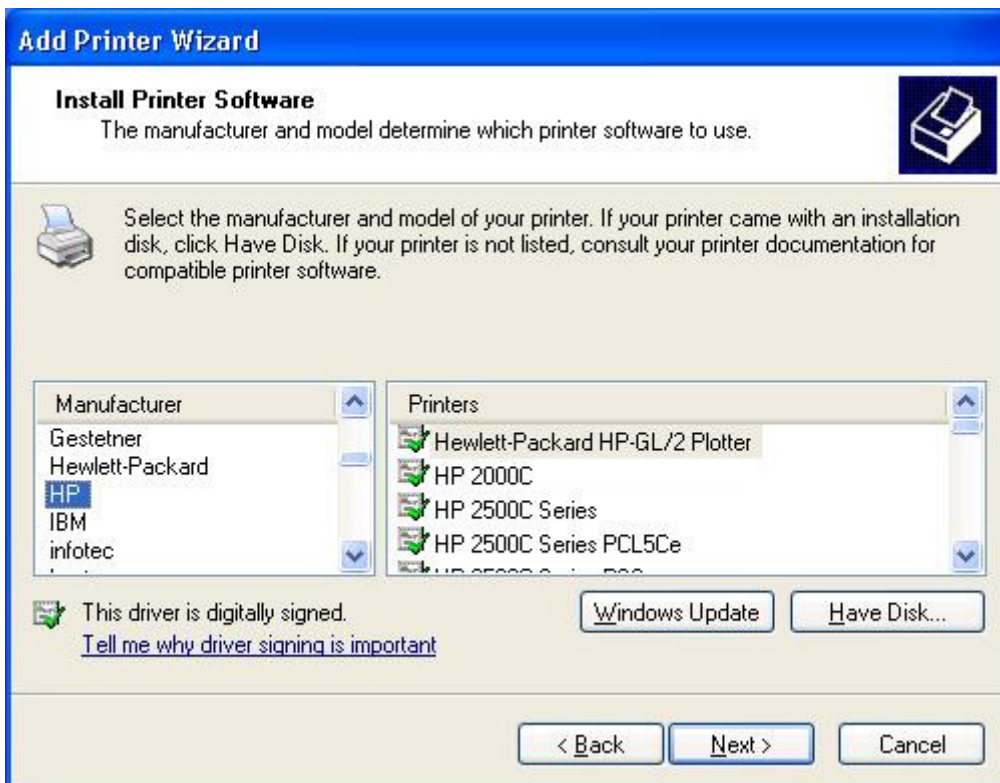 Add Printer Wizard
Install Printer Software
The manufacturer and model determine which printer software to use.
Select the manufacturer and model of your printer. If your printer came with an installation
disk, click Have Disk. If your printer is not listed, consult your printer documentation for
compatible printer software.
Manufacturer
Gestetner
Hewlett-Packard
HP
IBM
infotec
Printers
Hewlett-Packard HP-GL/2 Plotter
HP 2000C
HP 2500C Series
HP 2500C Series PCL5Ce
This driver is digitally signed.
Tell me why driver signing is important
Windows Update
Have Disk...
< Back
Next >
Cancel